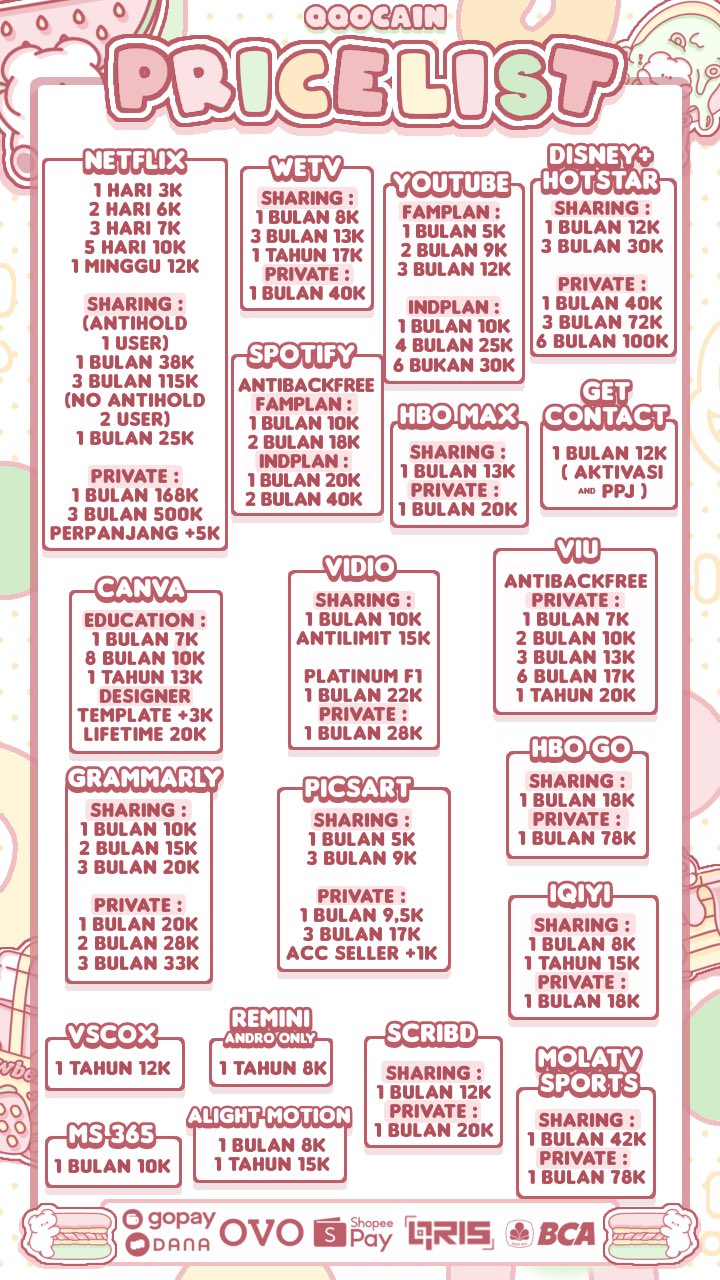 QQOCAIN
PRICELIST
NETFLIX
1 HARI 3K
2 HARI 6K
3 HARI 7K
5 HARI 10K
1 MINGGU 12K
SHARING :
(ANTIHOLD
1 USER)
1 BULAN 38K
3 BULAN 115K
(NO ANTIHOLD
2 USER)
1 BULAN 25K
PRIVATE :
1 BULAN 168K
3 BULAN 500K
PERPANJANG +5K
WETV
SHARING :
1 BULAN 8K
3 BULAN 13K
1 TAHUN 17K
PRIVATE :
1 BULAN 40K
YOUTUBE
FAMPLAN :
1 BULAN 5K
2 BULAN 9K
3 BULAN 12K
INDPLAN :
1 BULAN 10K
4 BULAN 25K
6 BUKAN 30K
DISNEY+
HOTSTAR
SHARING :
1 BULAN 12K
3 BULAN 30K
PRIVATE :
1 BULAN 40K
3 BULAN 72K
6 BULAN 100K
SPOTIFY
ANTIBACKFREE
FAMPLAN :
1 BULAN 10K
2 BULAN 18K
INDPLAN :
1 BULAN 20K
2 BULAN 40K
HBO MAX
SHARING :
1 BULAN 13K
PRIVATE :
1 BULAN 20K
GET
CONTACT
1 BULAN 12K
( AKTIVASI
AND PPJ )
CANVA
EDUCATION :
1 BULAN 7K
8 BULAN 10K
1 TAHUN 13K
DESIGNER
TEMPLATE +3K
LIFETIME 20K
VIDIO
SHARING :
1 BULAN 10K
ANTILIMIT 15K
PLATINUM F1
1 BULAN 22K
PRIVATE :
1 BULAN 28K
VIU
ANTIBACKFREE
PRIVATE :
1 BULAN 7K
2 BULAN 10K
3 BULAN 13K
6 BULAN 17K
1 TAHUN 20K
GRAMMARLY
SHARING :
1 BULAN 10K
2 BULAN 15K
3 BULAN 20K
PRIVATE :
1 BULAN 20K
2 BULAN 28K
3 BULAN 33K
PICSART
SHARING :
1 BULAN 5K
3 BULAN 9K
PRIVATE :
1 BULAN 9,5K
3 BULAN 17K
ACC SELLER +1K
HBO GO
SHARING :
1 BULAN 18K
PRIVATE :
1 BULAN 78K
IQIYI
SHARING :
1 BULAN 8K
1 TAHUN 15K
PRIVATE :
1 BULAN 18K
VSCOX
1 TAHUN 12K
REMINI
ANDRO ONLY
1 TAHUN 8K
SCRIBD
SHARING :
1 BULAN 12K
PRIVATE :
1 BULAN 20K
MOLATV
SPORTS
SHARING :
1 BULAN 42K
PRIVATE :
1 BULAN 78K
MS 365
1 BULAN 10K
ALIGHT MOTION
1 BULAN 8K
1 TAHUN 15K
gopay
DANA
OVO
Shopee
Pay
QRIS
BCA